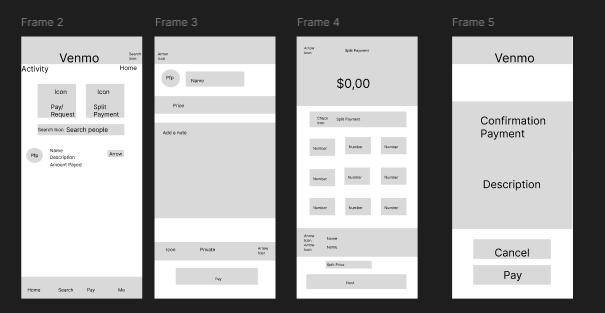 Frame 2
Venmo
Search
Icon
Activity
Home
Icon
Icon
Pay/
Request
Split
Payment
Search Icon
Search people
Pfp
Name
Description
Amount Payed
Arrow
Home
Search
Pay
Me
Frame 3
Arrow
Icon
Pfp
Name
Price
Add a note
Icon
Private
Arrow
Icon
Pay
Frame 4
Arrow
Icon
Split Payment
$0,00
Icon
Split Payment
Number
Number
Number
Number
Number
Number
Number
Number
Number
Arrow
Icon
Arrow
Icon
Name
Name
Split Price
Next
Frame 5
Venmo
Confirmation
Payment
Description
Cancel
Pay